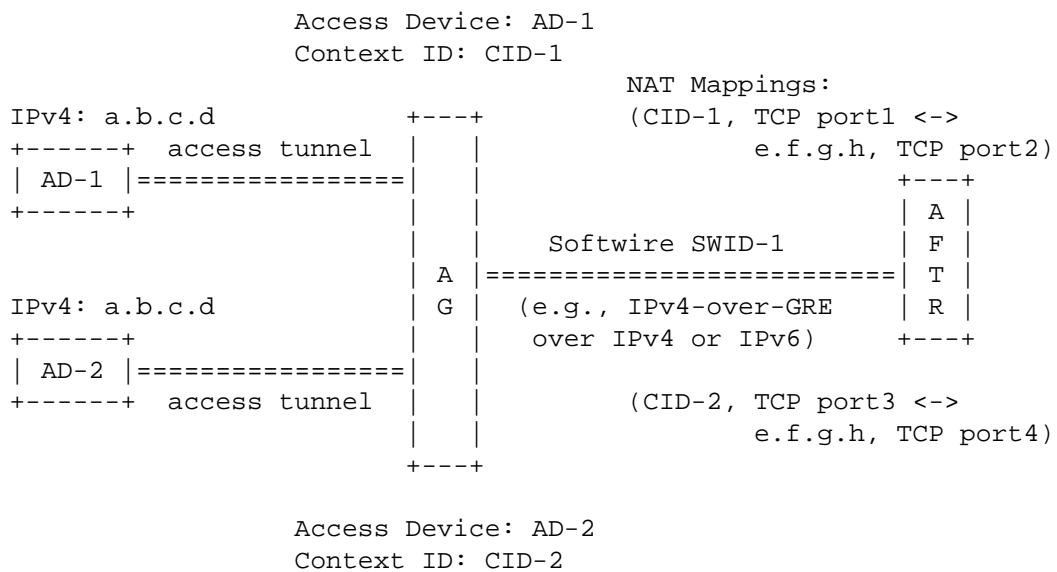 Access Device: AD-1
Context ID: CID-1
NAT Mappings:
IPv4: a.b.c.d +---+ (CID-1, TCP port1 <->
+------+ access tunnel | | e.f.g.h, TCP port2)
| AD-1 |=================| | +---+
+------+ | | | A |
| | Softwire SWID-1 | F |
| A |==========================| T |
IPv4: a.b.c.d | G | (e.g., IPv4-over-GRE | R |
+------+ | | over IPv4 or IPv6) +---+
| AD-2 |=================| |
+------+ access tunnel | | (CID-2, TCP port3 <->
| | e.f.g.h, TCP port4)
+---+
Access Device: AD-2
Context ID: CID-2